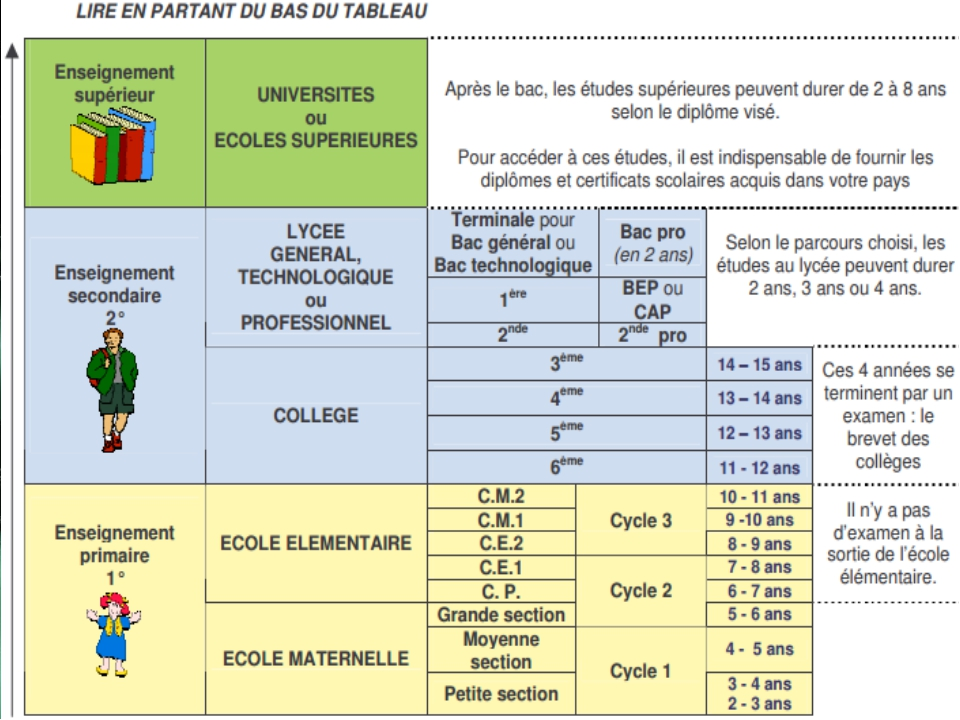 LIRE EN PARTANT DU BAS DU TABLEAU
Enseignement
supérieur
UNIVERSITES
ou
ECOLES SUPERIEURES
Après le bac, les études supérieures peuvent durer de 2 à 8 ans
selon le diplôme visé.
Pour accéder à ces études, il est indispensable de fournir les
diplômes et certificats scolaires acquis dans votre pays
Enseignement
secondaire
2°
LYCEE
GENERAL,
TECHNOLOGIQUE
ou
PROFESSIONNEL
Terminale pour
Bac général ou
Bac technologique
Bac pro
(en 2 ans)
Selon le parcours choisi, les
études au lycée peuvent durer
2 ans, 3 ans ou 4 ans.
1ère
BEP ou
CAP
2nde
2nde pro
COLLEGE
3ème
14 – 15 ans
4ème
13 – 14 ans
5ème
12 – 13 ans
6ème
11 - 12 ans
Ces 4 années se
terminent par un
examen : le
brevet des
collèges
Enseignement
primaire
1°
ECOLE ELEMENTAIRE
C.M.2
10 - 11 ans
C.M.1
Cycle 3
9 -10 ans
C.E.2
8 - 9 ans
C.E.1
7 - 8 ans
C. P.
Cycle 2
6 - 7 ans
Il n’y a pas
d’examen à la
sortie de l’école
élémentaire.
Grande section
5 - 6 ans
ECOLE MATERNELLE
Moyenne
section
4 - 5 ans
Cycle 1
Petite section
3 - 4 ans
2 - 3 ans